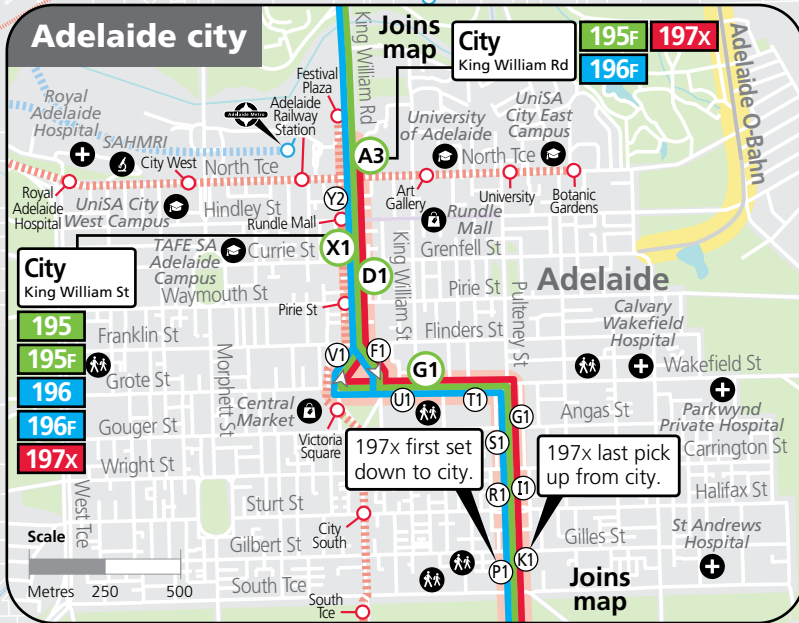 Adelaide city
Joins
map
King William Rd
City
King William Rd
195F
197X
196F
Adelaide O-Bahn
Festival
Plaza
Adelaide
Railway
Station
Adelaide Metro
Royal
Adelaide
Hospital
SAHMRI
City West
North Tce
A3
University
of Adelaide
UniSA
City East
Campus
North Tce
Royal
Adelaide
Hospital
UniSA City
West Campus
Hindley St
Y2
Rundle Mall
Art
Gallery
University
Botanic
Gardens
Rundle
Mall
TAFE SA
Adelaide
Campus
Currie St
X1
Grenfell St
King William St
City
King William St
Waymouth St
D1
Pirie St
Pirie St
Pulteney St
Adelaide
195
195F
196
196F
197X
Franklin St
Grote St
Gouger St
Wright St
Morphett St
West Tce
Flinders St
Calvary
Wakefield
Hospital
Wakefield St
V1
F1
G1
U1
T1
G1
Angas St
Parkwynd
Private Hospital
Carrington St
Central
Market
Victoria
Square
S1
197x first set
down to city.
197x last pick
up from city.
R1
I1
Halifax St
Sturt St
City
South
Gilbert St
Gilles St
St Andrews
Hospital
Scale
Metres
250
500
South Tce
South
Tce
P1
K1
Joins
map